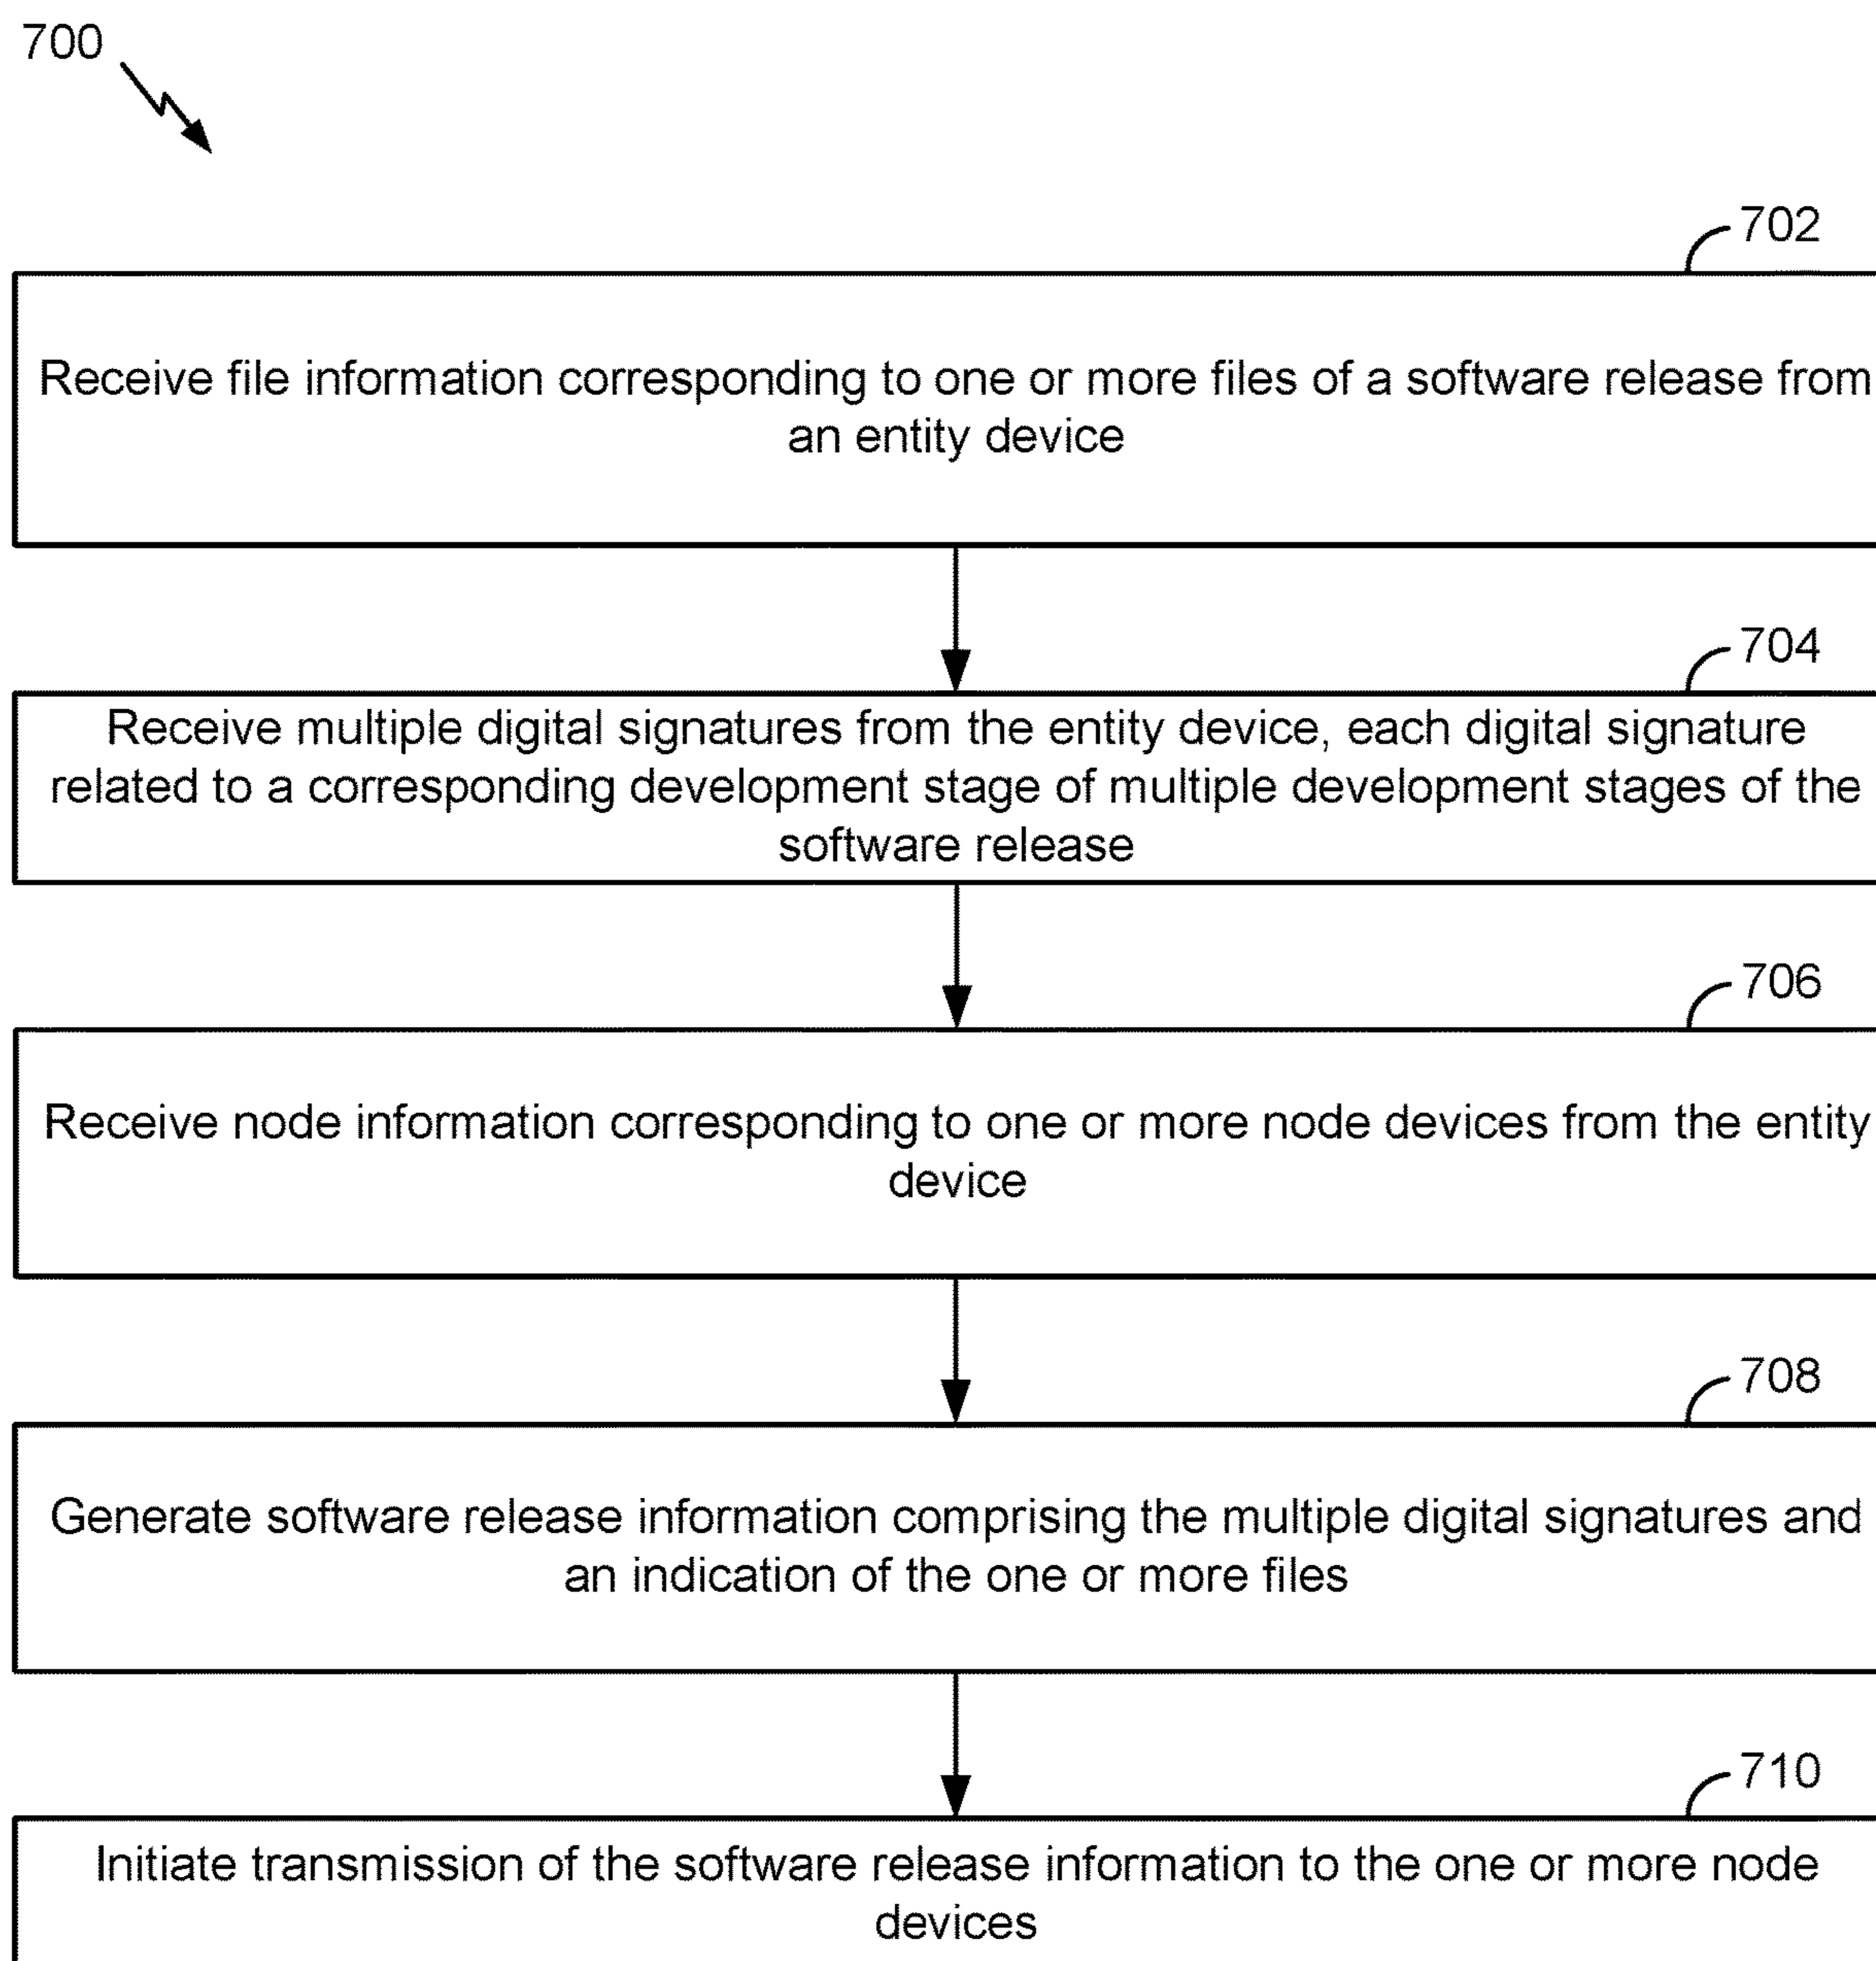 700
702
Receive file information corresponding to one or more files of a software release from
an entity device
704
Receive multiple digital signatures from the entity device, each digital signature
related to a corresponding development stage of multiple development stages of the
software release
706
Receive node information corresponding to one or more node devices from the entity
device
708
Generate software release information comprising the multiple digital signatures and
an indication of the one or more files
710
Initiate transmission of the software release information to the one or more node
devices